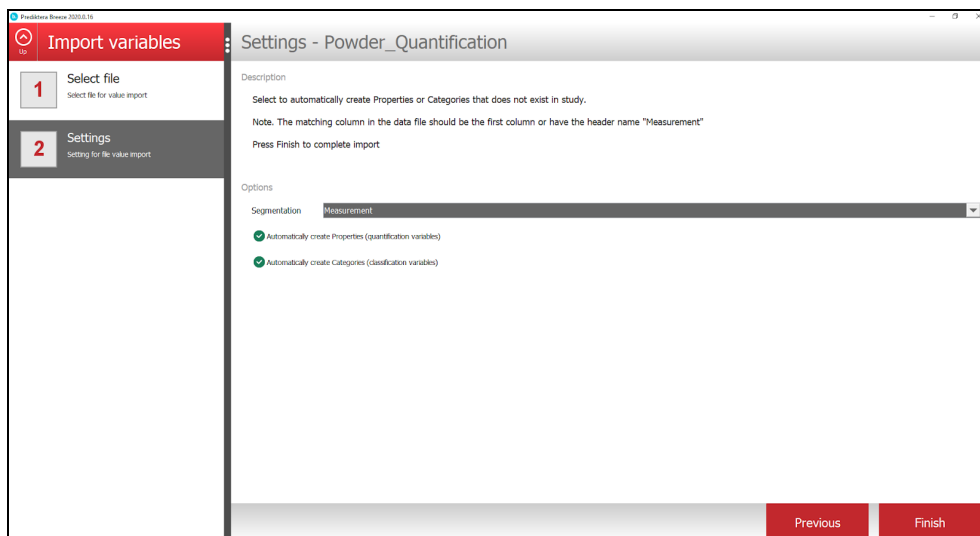 Prediktera Breeze 2020.0.16
Up
Import variables
Settings - Powder_Quantification
1
Select file
Select file for value import
2
Settings
Setting for file value import
Description
Select to automatically create Properties or Categories that does not exist in study.
Note. The matching column in the data file should be the first column or have the header name "Measurement"
Press Finish to complete import
Options
Segmentation Measurement
Automatically create Properties (quantification variables)
Automatically create Categories (classification variables)
Previous
Finish